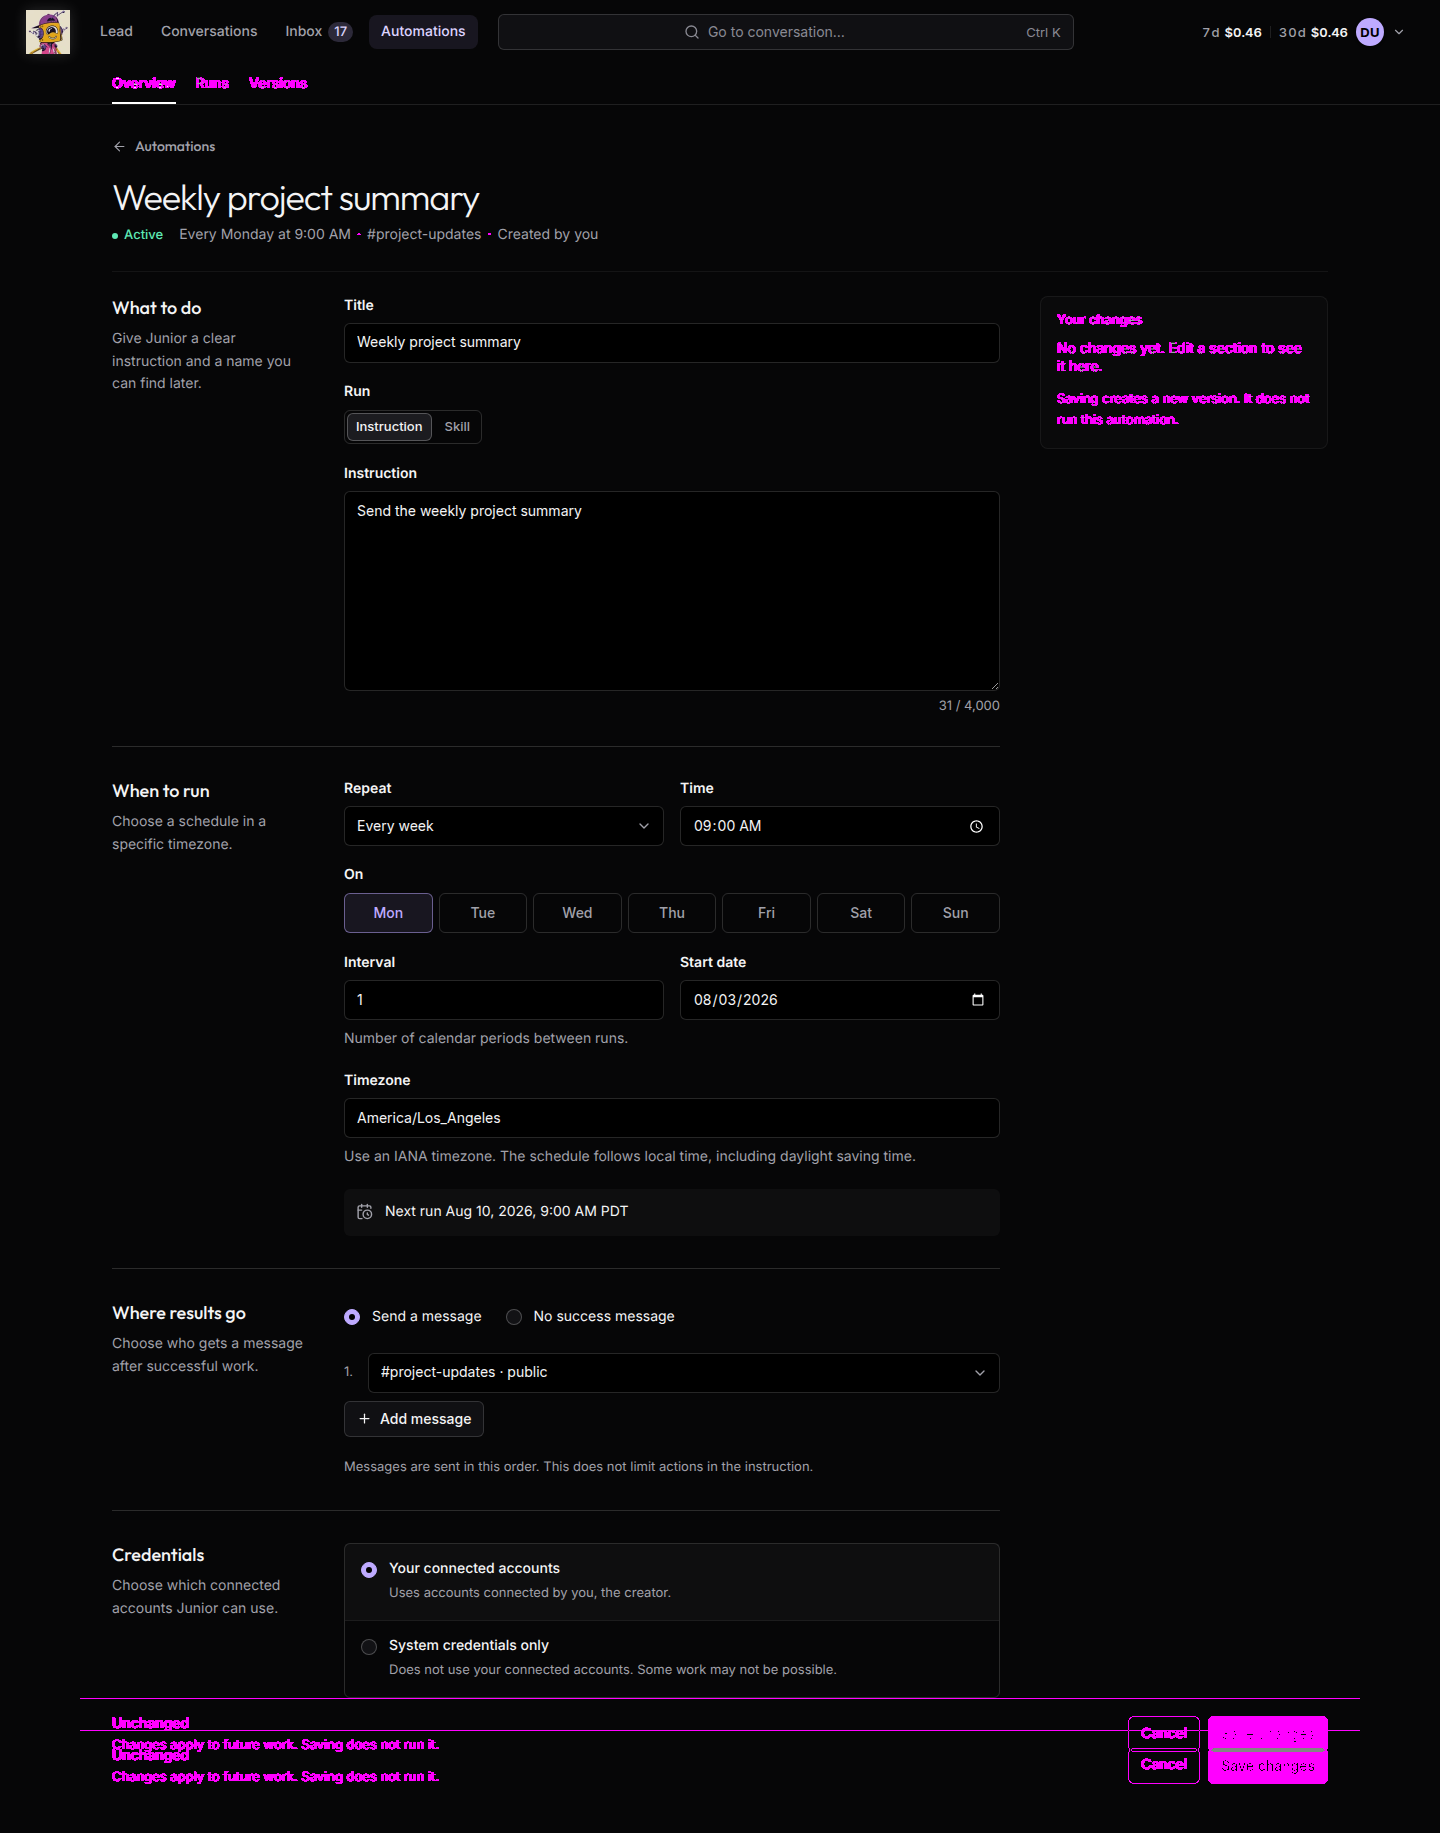 Lead Conversations Inbox 17 Automations Go to conversation... Ctrl K 7d $0.46 30d $0.46 DU
Overview Runs Versions
Automations
Weekly project summary
Active Every Monday at 9:00 AM · #project-updates · Created by you
What to do
Give Junior a clear
instruction and a name you
can find later.
Title
Weekly project summary
Run
Instruction Skill
Instruction
Send the weekly project summary
31 / 4,000
Your changes
No changes yet. Edit a section to see
it here.
Saving creates a new version. It does not
run this automation.
When to run
Choose a schedule in a
specific timezone.
Repeat Time
Every week 09:00 AM
On
Mon Tue Wed Thu Fri Sat Sun
Interval Start date
1 08/03/2026
Number of calendar periods between runs.
Timezone
America/Los_Angeles
Use an IANA timezone. The schedule follows local time, including daylight saving time.
Next run Aug 10, 2026, 9:00 AM PDT
Where results go
Choose who gets a message
after successful work.
Send a message No success message
1. #project-updates · public
Add message
Messages are sent in this order. This does not limit actions in the instruction.
Credentials
Choose which connected
accounts Junior can use.
Your connected accounts
Uses accounts connected by you, the creator.
System credentials only
Does not use your connected accounts. Some work may not be possible.
Unchanged
Changes apply to future work. Saving does not run it.
Cancel
Unchanged
Changes apply to future work. Saving does not run it.
Cancel Save changes